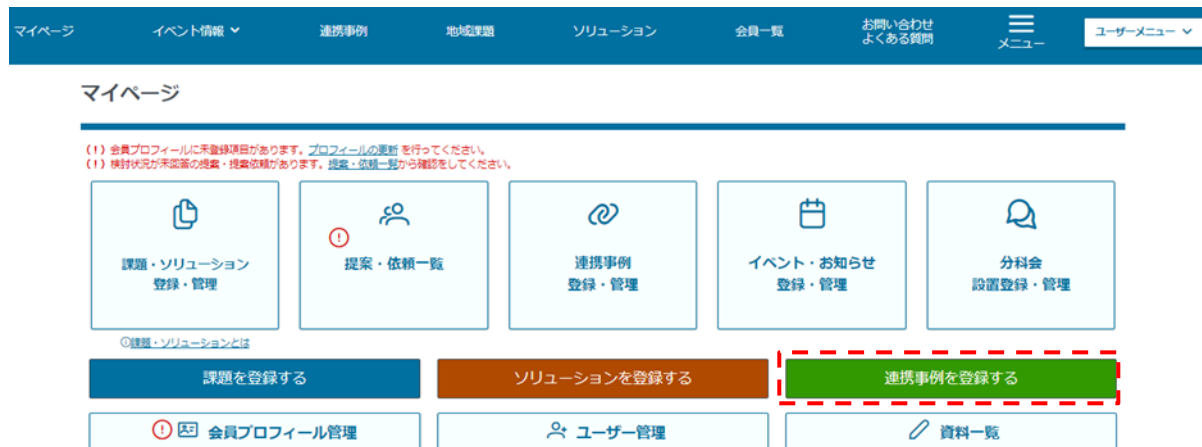 マイページ
イベント情報
連携事例
地域課題
ソリューション
会員一覧
お問い合わせ
よくある質問
メニュー
ユーザーメニュー
マイページ
(！) 会員プロフィールに未登録項目があります。プロフィールの更新 を行ってください。
(！) 検討状況が未回答の提案・提案依頼があります。提案・依頼一覧から確認をしてください。
課題・ソリューション
登録・管理
提案・依頼一覧
連携事例
登録・管理
イベント・お知らせ
登録・管理
分科会
設置登録・管理
課題・ソリューションとは
課題を登録する
ソリューションを登録する
連携事例を登録する
会員プロフィール管理
ユーザー管理
資料一覧